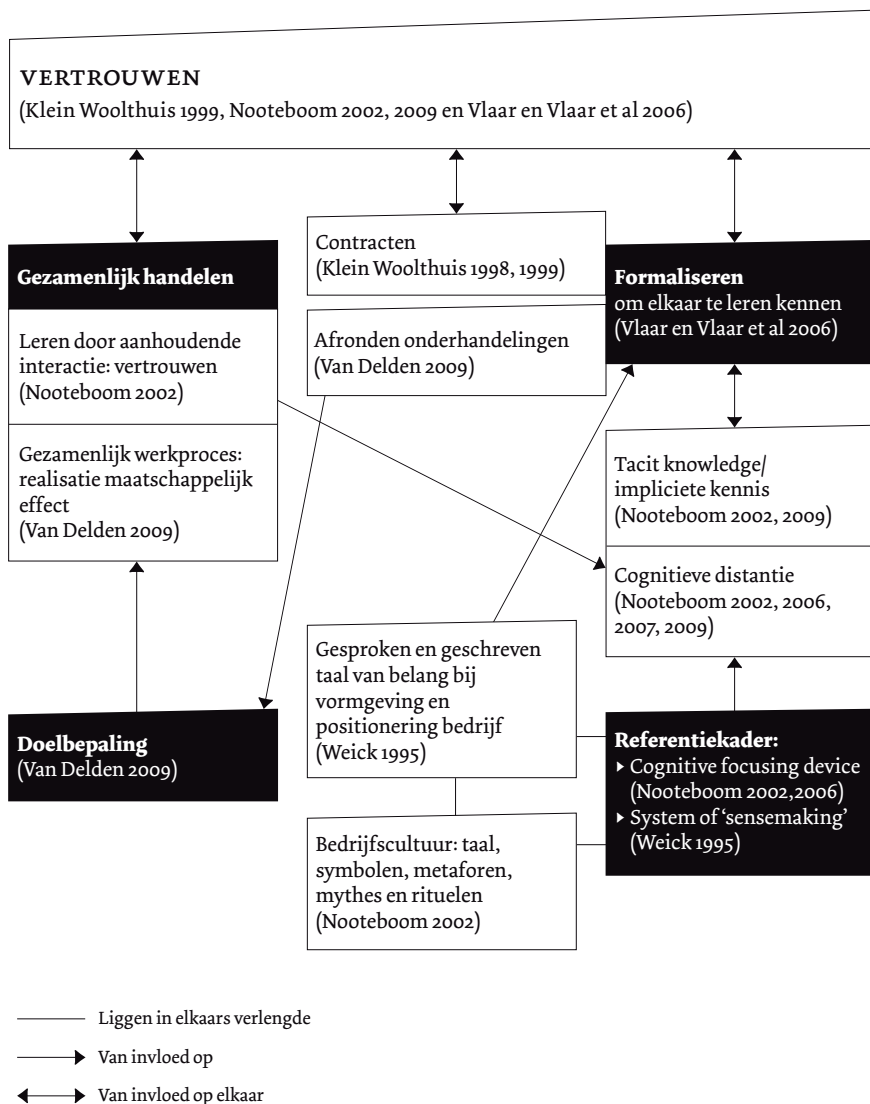 VERTROUWEN
(Klein Woolthuis 1999, Nooteboom 2002, 2009 en Vlaar en Vlaar et al 2006)
Gezamenlijk handelen
Leren door aanhoudende
interactie: vertrouwen
(Nooteboom 2002)
Gezamenlijk werkproces:
realisatie maatschappelijk
effect
(Van Delden 2009)
Doelbepaling
(Van Delden 2009)
Contracten
(Klein Woolthuis 1998, 1999)
Afronden onderhandelingen
(Van Delden 2009)
Gesproken en geschreven
taal van belang bij
vormgeving en
positionering bedrijf
(Weick 1995)
Bedrijfscultuur: taal,
symbolen, metaforen,
mythes en rituelen
(Nooteboom 2002)
Formaliseren
om elkaar te leren kennen
(Vlaar en Vlaar et al 2006)
Tacit knowledge/
impliciete kennis
(Nooteboom 2002, 2009)
Cognitieve distantie
(Nooteboom 2002, 2006,
2007, 2009)
Referentiekader:
▸ Cognitive focusing device
(Nooteboom 2002,2006)
▸ System of ‘sensemaking’
(Weick 1995)
Liggen in elkaars verlengde
Van invloed op
Van invloed op elkaar